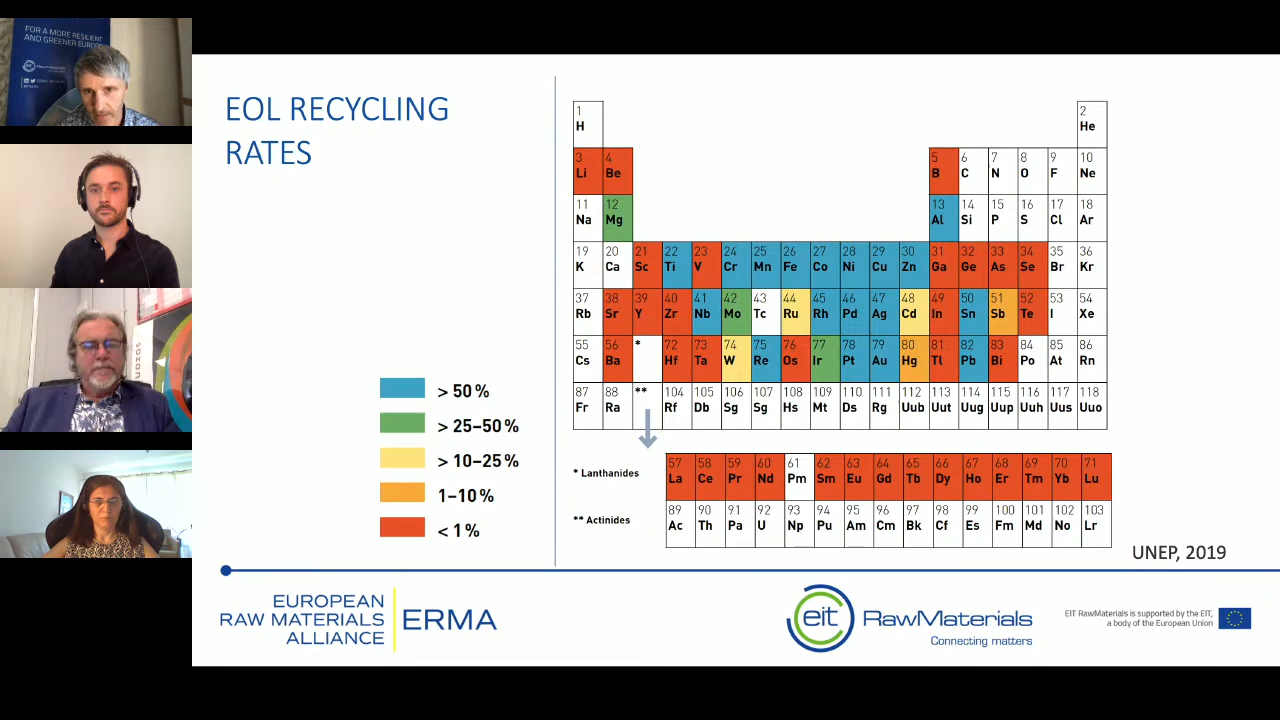 FOR A MORE RESILIENT
AND GREENER EUROPE
EOL RECYCLING
RATES
> 50 %
> 25–50 %
> 10–25 %
1–10 %
< 1 %
1 2
H He
3 4 5 6 7 8 9 10
Li Be B C N O F Ne
11 12 13 14 15 16 17 18
Na Mg Al Si P S Cl Ar
19 20 21 22 23 24 25 26 27 28 29 30 31 32 33 34 35 36
K Ca Sc Ti V Cr Mn Fe Co Ni Cu Zn Ga Ge As Se Br Kr
37 38 39 40 41 42 43 44 45 46 47 48 49 50 51 52 53 54
Rb Sr Y Zr Nb Mo Tc Ru Rh Pd Ag Cd In Sn Sb Te I Xe
55 56 * 72 73 74 75 76 77 78 79 80 81 82 83 84 85 86
Cs Ba Hf Ta W Re Os Ir Pt Au Hg Tl Pb Bi Po At Rn
87 88 ** 104 105 106 107 108 109 110 111 112 113 114 115 116 117 118
Fr Ra Rf Db Sg Sg Hs Mt Ds Rg Uub Uut Uug Uup Uuh Uus Uuo
* Lanthanides
57 58 59 60 61 62 63 64 65 66 67 68 69 70 71
La Ce Pr Nd Pm Sm Eu Gd Tb Dy Ho Er Tm Yb Lu
** Actinides
89 90 91 92 93 94 95 96 97 98 99 100 101 102 103
Ac Th Pa U Np Pu Am Cm Bk Cf Es Fm Md No Lr
UNEP, 2019
EUROPEAN
RAW MATERIALS
ALLIANCE
ERMA
eit RawMaterials
Connecting matters
EIT RawMaterials is supported by the EIT,
a body of the European Union